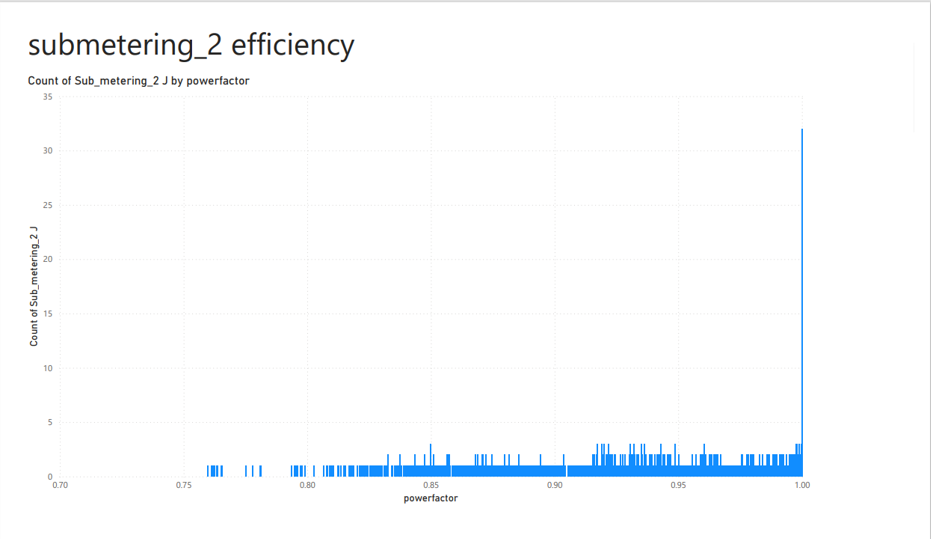 submetering_2 efficiency
Count of Sub_metering_2 J by powerfactor
35
30
25
20
15
10
5
0
Count of Sub_metering_2 J
0.70 0.75 0.80 0.85 0.90 0.95 1.00
powerfactor